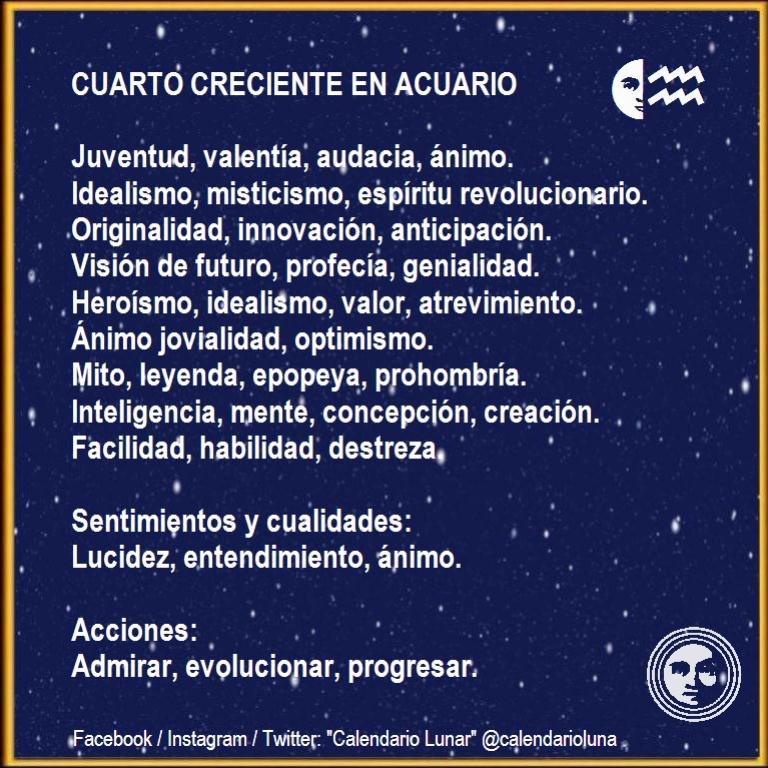 CUARTO CRECIENTE EN ACUARIO
Juventud, valentía, audacia, ánimo.
Idealismo, misticismo, espíritu revolucionario.
Originalidad, innovación, anticipación.
Visión de futuro, profecía, genialidad.
Heroísmo, idealismo, valor, atrevimiento.
Ánimo jovialidad, optimismo.
Mito, leyenda, epopeya, prohombría.
Inteligencia, mente, concepción, creación.
Facilidad, habilidad, destreza.
Sentimientos y cualidades:
Lucidez, entendimiento, ánimo.
Acciones:
Admirar, evolucionar, progresar.
Facebook / Instagram / Twitter: "Calendario Lunar" @calendarioluna